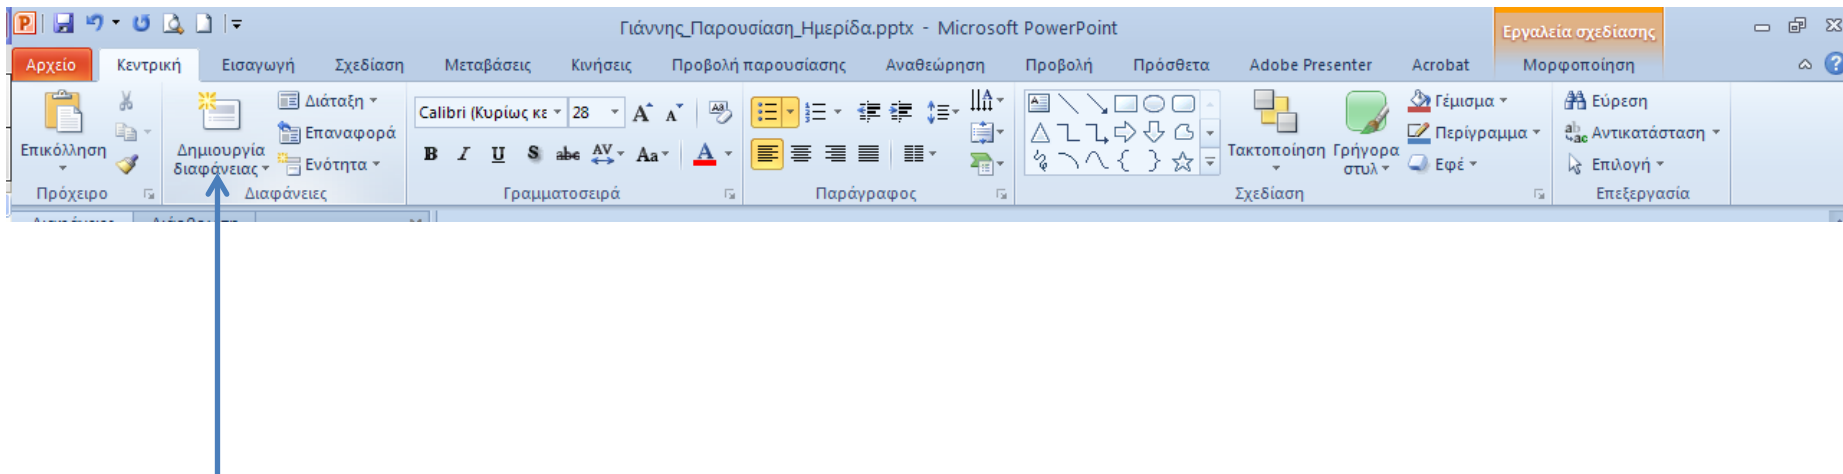 Γιάννης_Παρουσίαση_Ημερίδα.pptx - Microsoft PowerPoint
Εργαλεία σχεδίασης
Αρχείο Κεντρική Εισαγωγή Σχεδίαση Μεταβάσεις Κινήσεις Προβολή παρουσίασης Αναθεώρηση Προβολή Πρόσθετα Adobe Presenter Acrobat Μορφοποίηση
Επικόλληση
Πρόχειρο
Δημιουργία
διαφάνειας
Διάταξη
Επαναφορά
Ενότητα
Διαφάνειες
Calibri (Κυρίως κε 28
Γραμματοσειρά
Παράγραφος
Τακτοποίηση
Γρήγορα
στυλ
Γέμισμα
Περίγραμμα
Εφέ
Σχεδίαση
Εύρεση
Αντικατάσταση
Επιλογή
Επεξεργασία